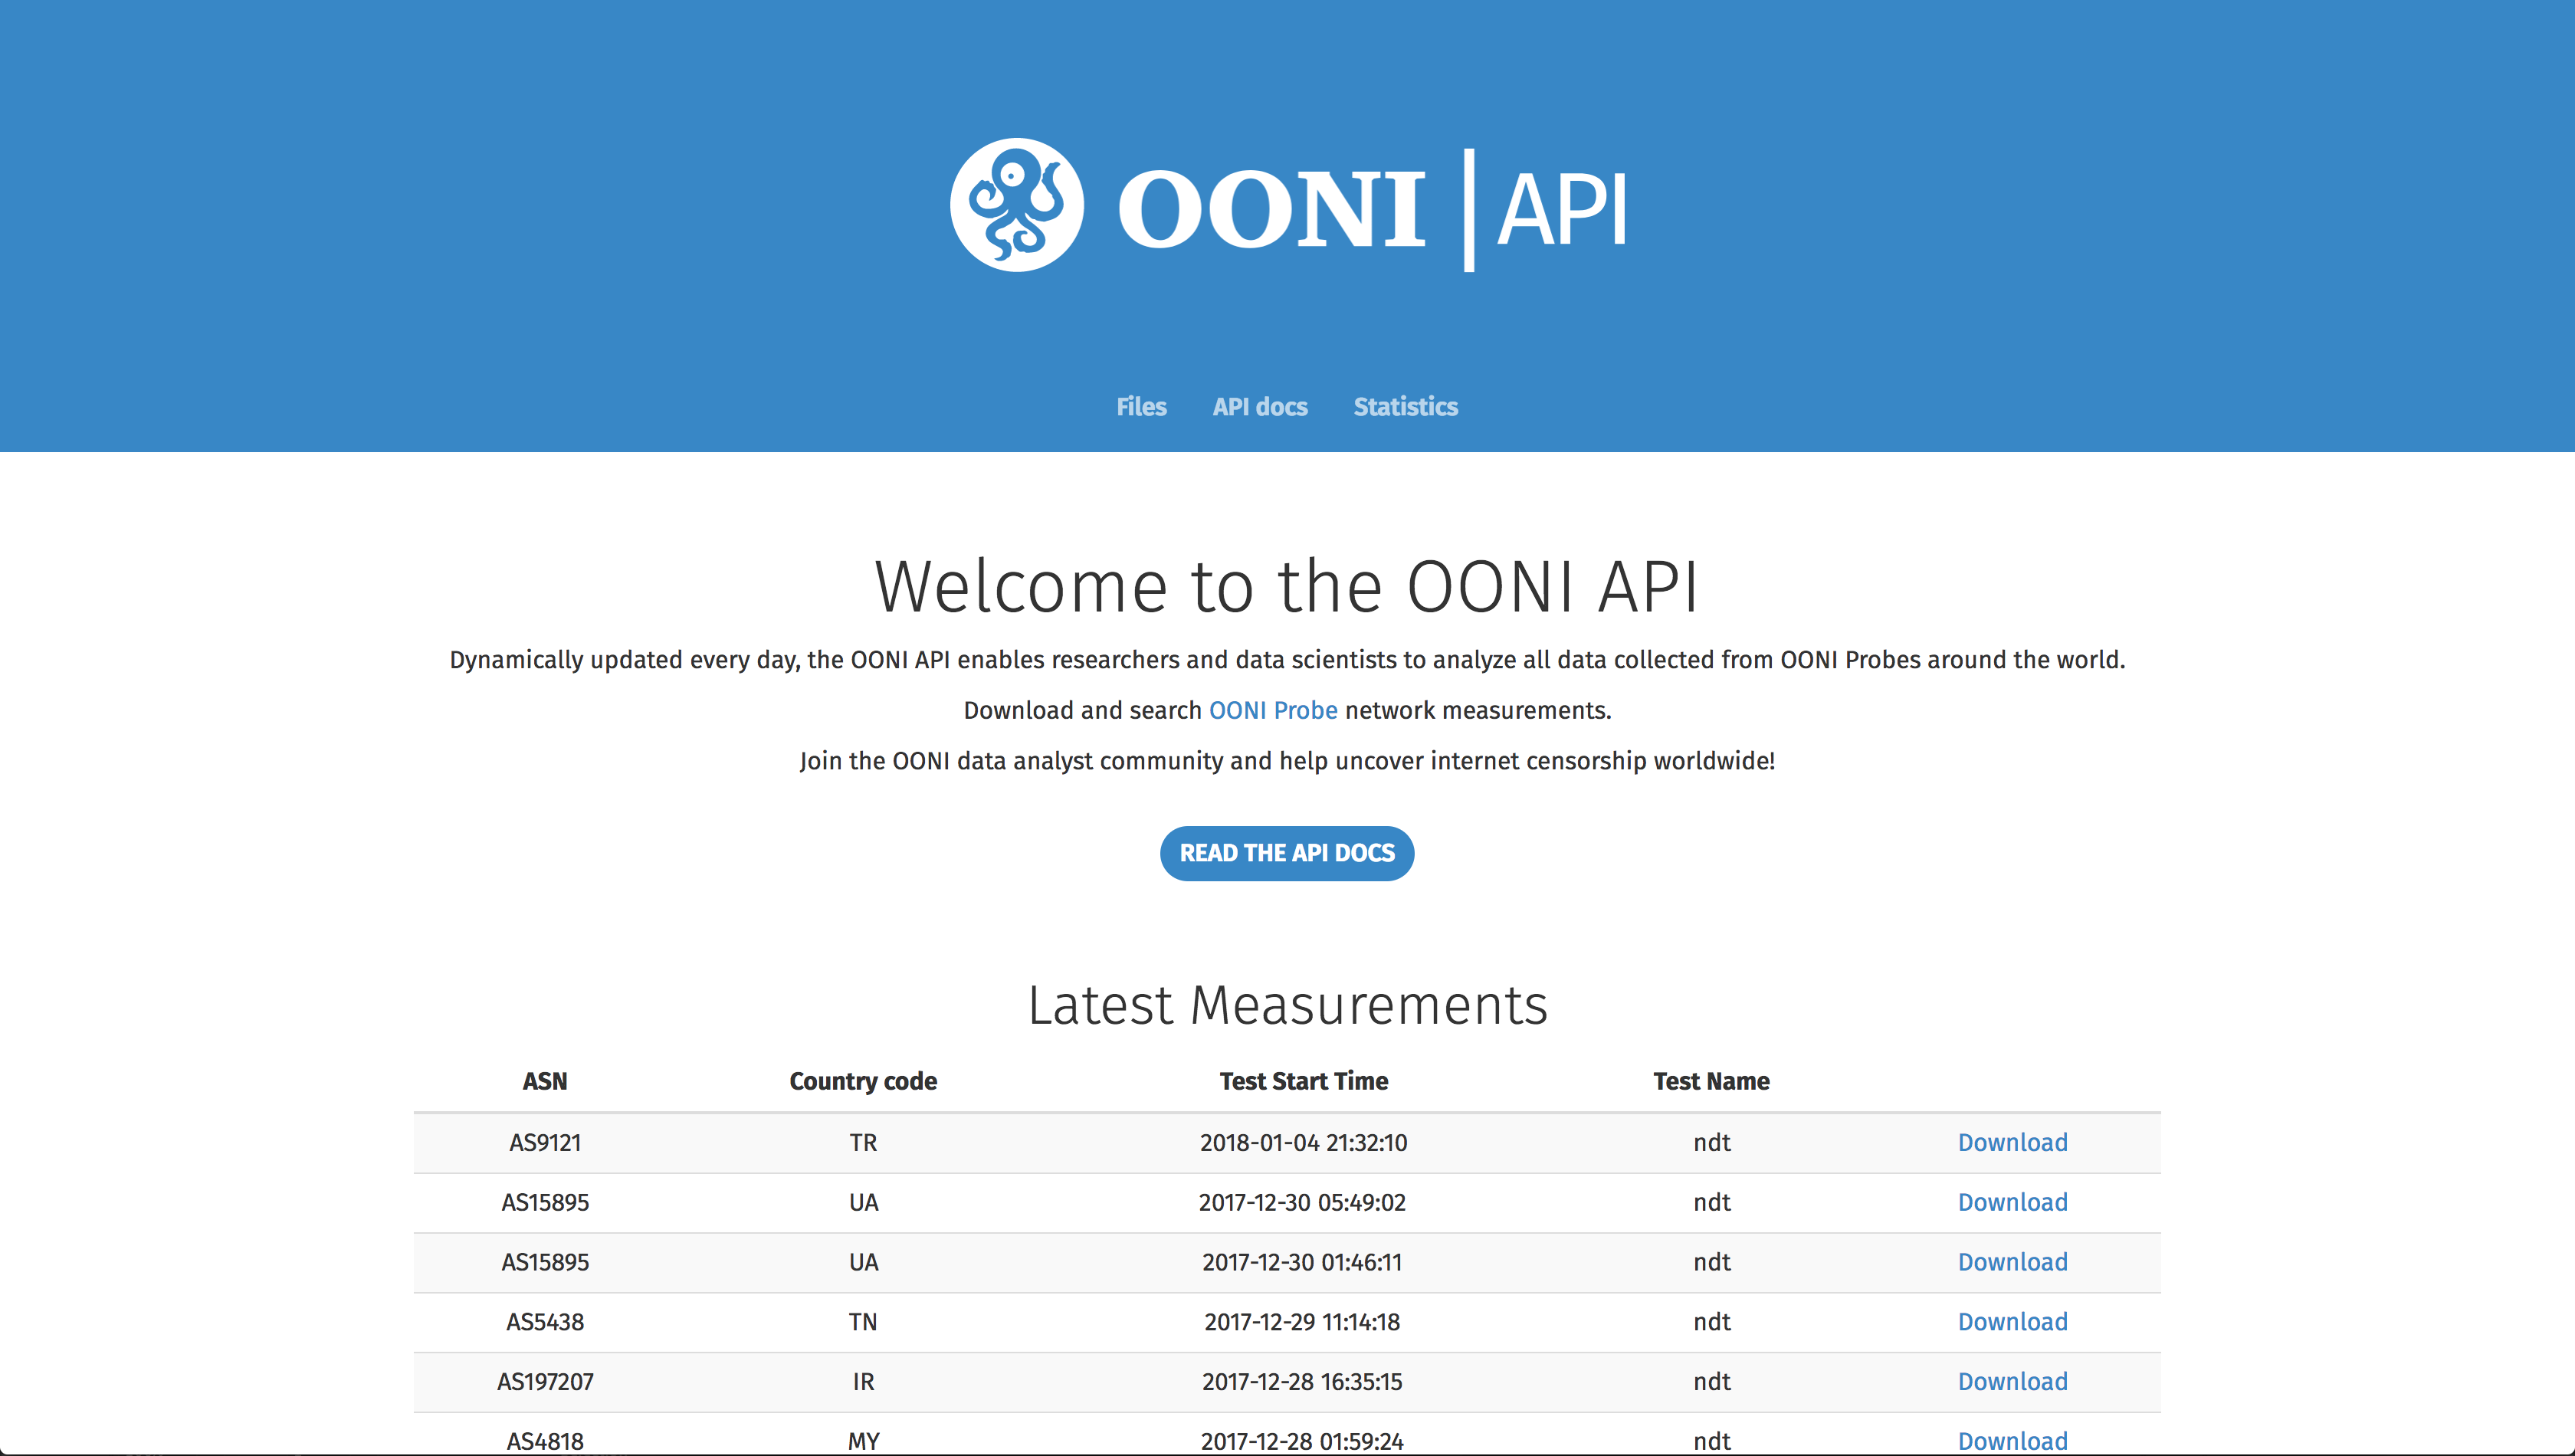 OONI | API
Files API docs Statistics
Welcome to the OONI API
Dynamically updated every day, the OONI API enables researchers and data scientists to analyze all data collected from OONI Probes around the world.
Download and search OONI Probe network measurements.
Join the OONI data analyst community and help uncover internet censorship worldwide!
READ THE API DOCS
Latest Measurements
ASN Country code Test Start Time Test Name
AS9121 TR 2018-01-04 21:32:10 ndt Download
AS15895 UA 2017-12-30 05:49:02 ndt Download
AS15895 UA 2017-12-30 01:46:11 ndt Download
AS5438 TN 2017-12-29 11:14:18 ndt Download
AS197207 IR 2017-12-28 16:35:15 ndt Download
AS4818 MY 2017-12-28 01:59:24 ndt Download